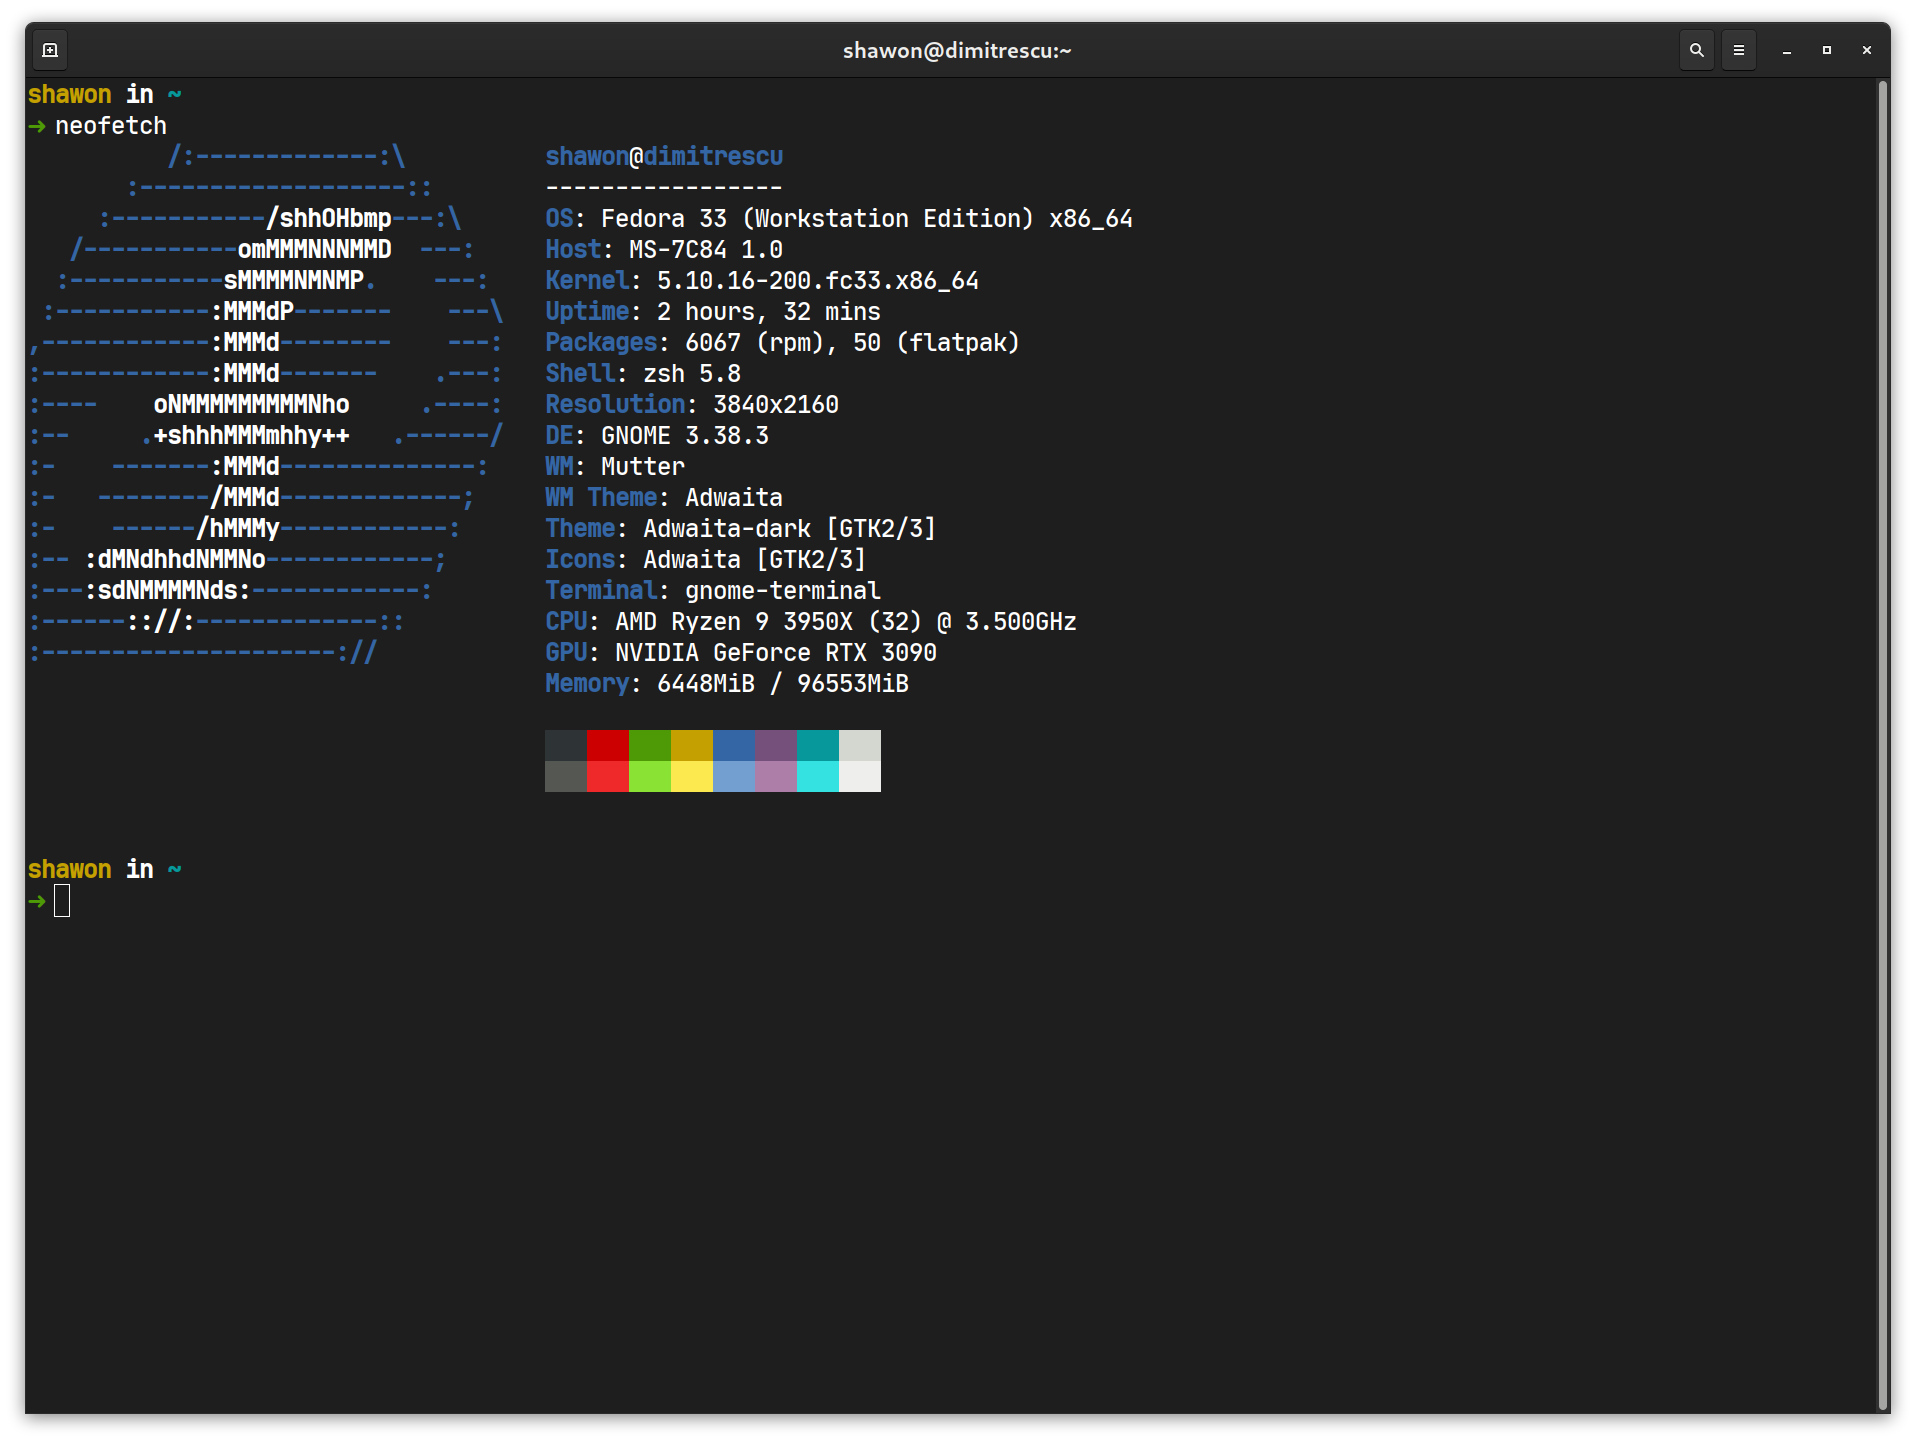 shawon@dimitrescu:~
shawon in ~
➜ neofetch
          /:-------------:\          shawon@dimitrescu
       :-------------------::        -----------------
     :-----------/shhOHbmp---:\      OS: Fedora 33 (Workstation Edition) x86_64
   /-----------omMMMNNNMMD  ---:     Host: MS-7C84 1.0
  :-----------sMMMMNMNMP.    ---:    Kernel: 5.10.16-200.fc33.x86_64
 :-----------:MMMdP-------    ---\   Uptime: 2 hours, 32 mins
,------------:MMMd--------    ---:   Packages: 6067 (rpm), 50 (flatpak)
:------------:MMMd-------    .---:   Shell: zsh 5.8
:----    oNMMMMMMMMMNho     .----:   Resolution: 3840x2160
:--     .+shhhMMMmhhy++   .------/   DE: GNOME 3.38.3
:-    -------:MMMd--------------:    WM: Mutter
:-   --------/MMMd-------------;     WM Theme: Adwaita
:-    ------/hMMMy------------:      Theme: Adwaita-dark [GTK2/3]
:-- :dMNdhhdNMMNo------------;       Icons: Adwaita [GTK2/3]
:---:sdNMMMMNds:------------:        Terminal: gnome-terminal
:------:://:-------------::          CPU: AMD Ryzen 9 3950X (32) @ 3.500GHz
:---------------------://            GPU: NVIDIA GeForce RTX 3090
                                     Memory: 6448MiB / 96553MiB
shawon in ~
➜